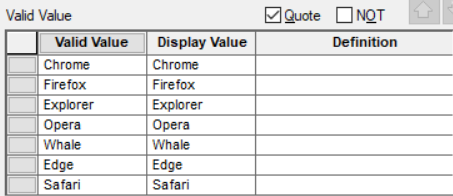 Valid Value Quote NOT
Valid Value Display Value Definition
Chrome Chrome
Firefox Firefox
Explorer Explorer
Opera Opera
Whale Whale
Edge Edge
Safari Safari